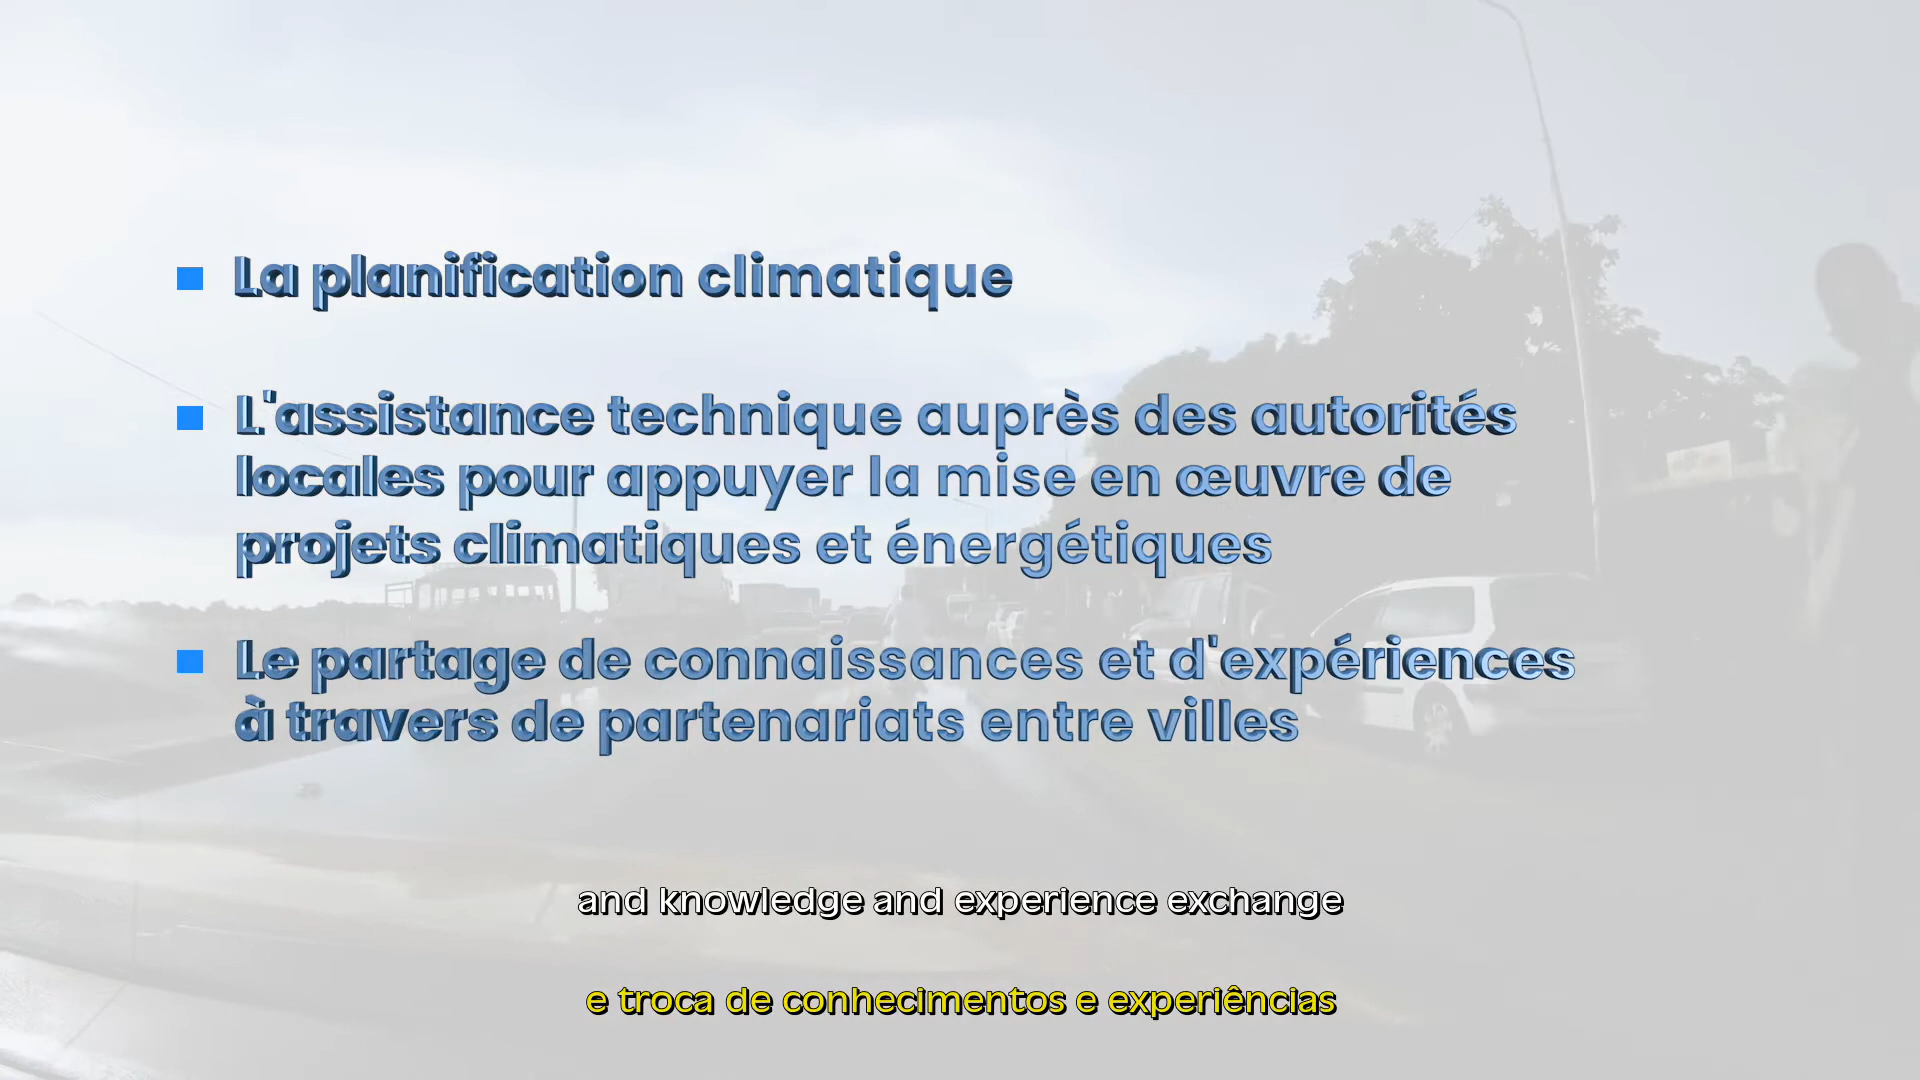 La planification climatique
L'assistance technique auprès des autorités
locales pour appuyer la mise en œuvre de
projets climatiques et énergétiques
Le partage de connaissances et d'expériences
à travers de partenariats entre villes
and knowledge and experience exchange
e troca de conhecimentos e experiências